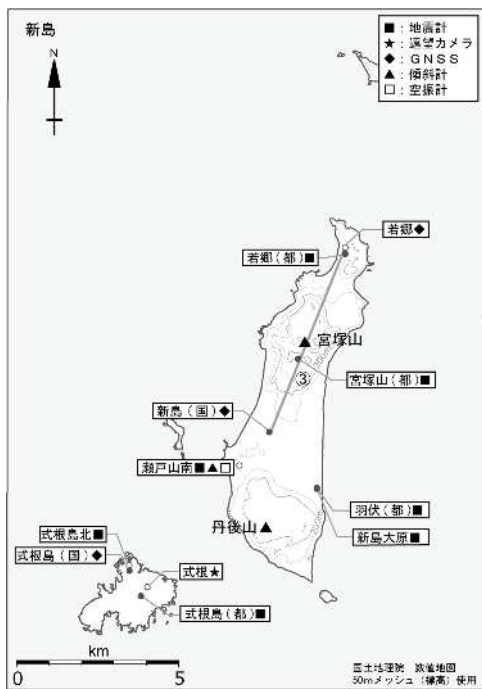 新島
N
■：地震計
★：遠望カメラ
◆：ＧＮＳＳ
▲：傾斜計
□：空振計
若郷◆
若郷（都）■
宮塚山
300m
宮塚山（都）■
③
新島（国）◆
瀬戸山南■▲□
羽伏（都）■
丹後山
新島大原■
式根島北■
式根島（国）◆
式根★
式根島（都）■
km
0 5
国土地理院 数値地図
50mメッシュ（標高）使用